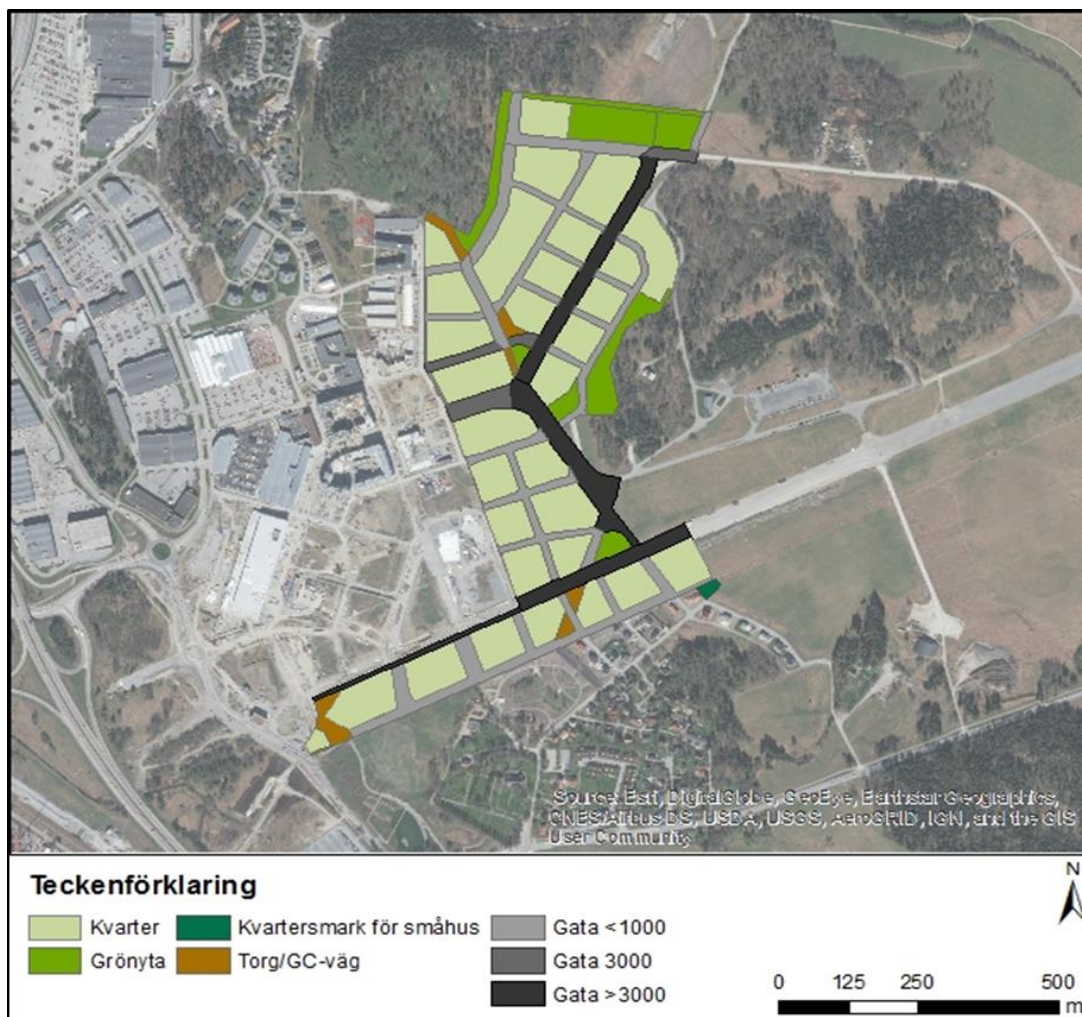 Source: Esri, DigitalGlobe, GeoEye, Earthstar Geographics,
CNES/Airbus DS, USDA, USGS, AeroGRID, IGN, and the GIS
User Community
Teckenförklaring
Kvarter
Kvartersmark för småhus
Gata <1000
Grönyta
Torg/GC-väg
Gata 3000
Gata >3000
N
0 125 250 500
m